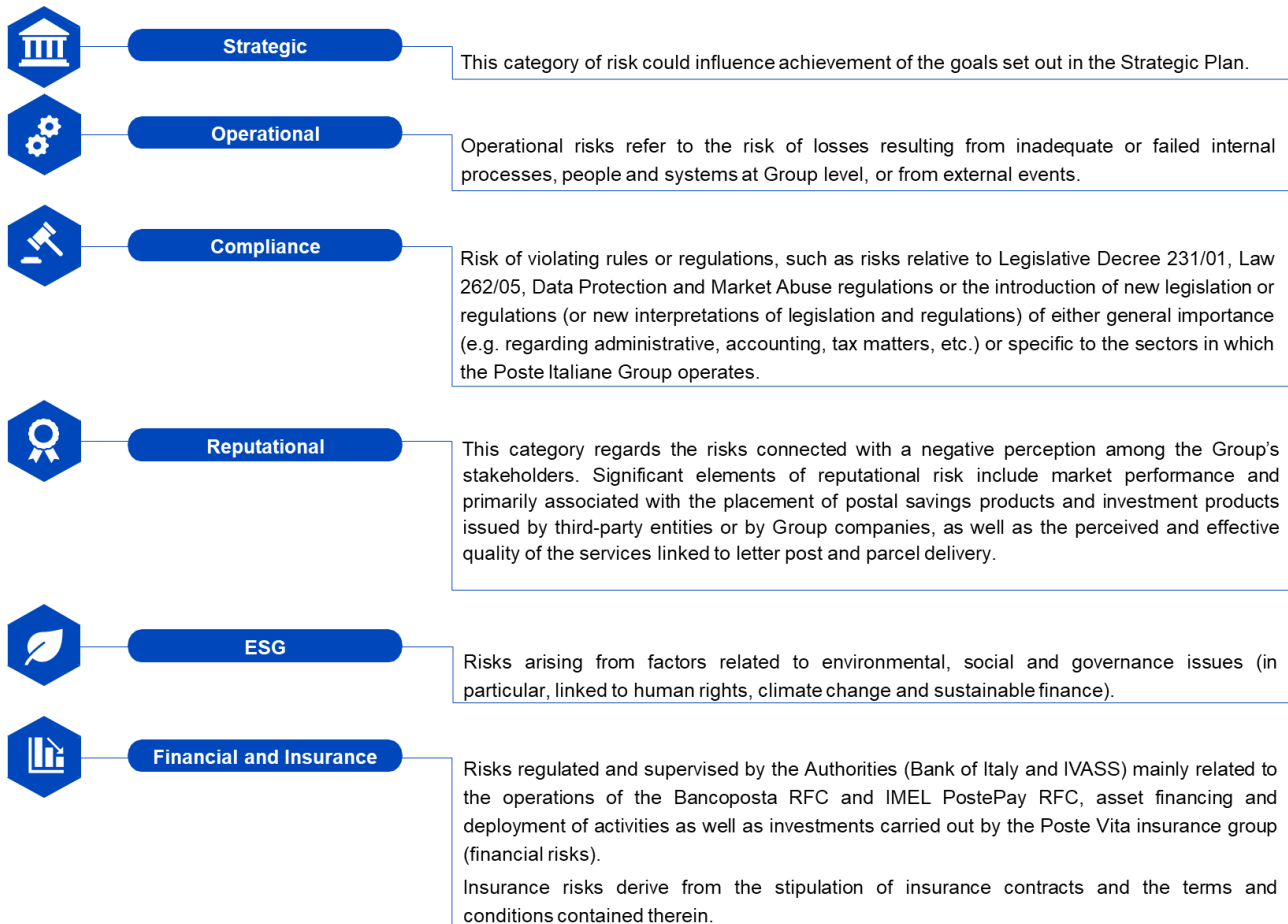 Strategic
This category of risk could influence achievement of the goals set out in the Strategic Plan.
Operational
Operational risks refer to the risk of losses resulting from inadequate or failed internal
processes, people and systems at Group level, or from external events.
Compliance
Risk of violating rules or regulations, such as risks relative to Legislative Decree 231/01, Law
262/05, Data Protection and Market Abuse regulations or the introduction of new legislation or
regulations (or new interpretations of legislation and regulations) of either general importance
(e.g. regarding administrative, accounting, tax matters, etc.) or specific to the sectors in which
the Poste Italiane Group operates.
Reputational
This category regards the risks connected with a negative perception among the Group's
stakeholders. Significant elements of reputational risk include market performance and
primarily associated with the placement of postal savings products and investment products
issued by third-party entities or by Group companies, as well as the perceived and effective
quality of the services linked to letter post and parcel delivery.
ESG
Risks arising from factors related to environmental, social and governance issues (in
particular, linked to human rights, climate change and sustainable finance).
Financial and Insurance
Risks regulated and supervised by the Authorities (Bank of Italy and IVASS) mainly related to
the operations of the Bancoposta RFC and IMEL PostePay RFC, asset financing and
deployment of activities as well as investments carried out by the Poste Vita insurance group
(financial risks).
Insurance risks derive from the stipulation of insurance contracts and the terms and
conditions contained therein.